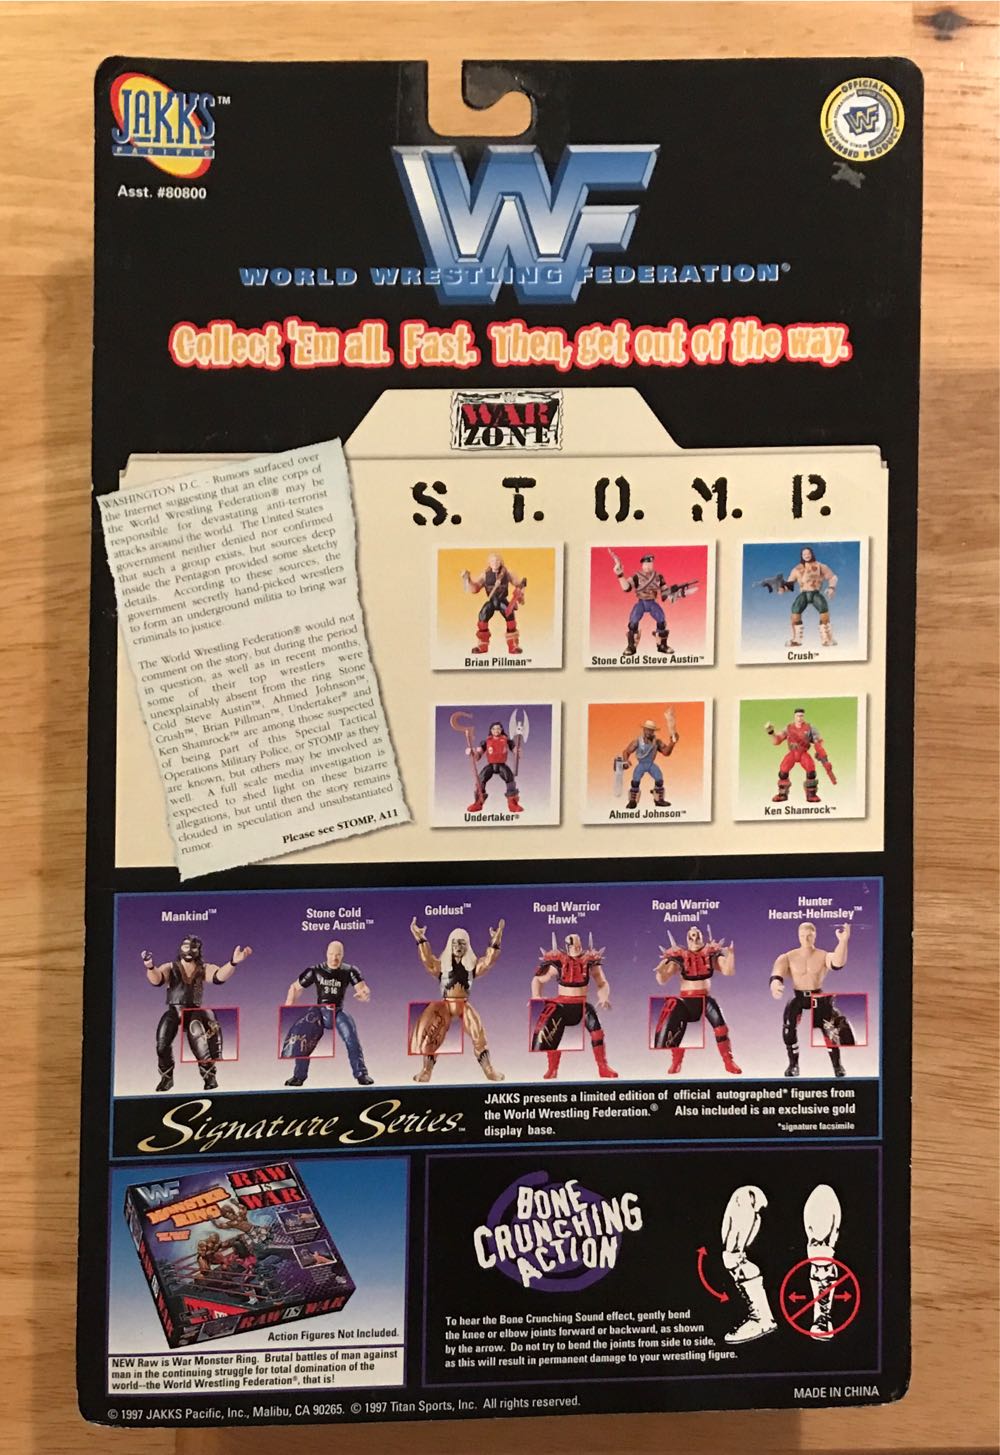 JAKKS™
PACIFIC
Asst. #80800
OFFICIAL
LICENSED PRODUCT
WF
WORLD WRESTLING FEDERATION®
Collect 'Em all. Fast. Then, get out of the way.
WAR
ZONE
WASHINGTON D.C. - Rumors surfaced over
the Internet suggesting that an elite corps of
the World Wrestling Federation® may be
responsible for devastating anti-terrorist
attacks around the world. The United States
government neither denied nor confirmed
that such a group exists, but sources deep
inside the Pentagon provided some sketchy
details. According to these sources, the
government secretly hand-picked wrestlers
to form an underground militia to bring war
criminals to justice.
The World Wrestling Federation® would not
comment on the story, but during the period
in question, as well as in recent months,
some of their top wrestlers were
unexplainably absent from the ring. Stone
Cold Steve Austin™, Ahmed Johnson™,
Crush™, Brian Pillman™, Undertaker® and
Ken Shamrock™ are among those suspected
of being part of this Special Tactical
Operations Military Police, or STOMP as they
are known, but others may be involved as
well. A full scale media investigation is
expected to shed light on these bizarre
allegations, but until then the story remains
clouded in speculation and unsubstantiated
rumor.
Please see STOMP, A11
S. T. O. M. P.
Brian Pillman™
Stone Cold Steve Austin™
Crush™
Undertaker®
Ahmed Johnson™
Ken Shamrock™
Mankind™
Stone Cold
Steve Austin™
Goldust™
Road Warrior
Hawk™
Road Warrior
Animal™
Hunter
Hearst-Helmsley™
Austin
3:16
Signature Series™
JAKKS presents a limited edition of official autographed* figures from
the World Wrestling Federation.® Also included is an exclusive gold
display base.
*signature facsimile
WF
MONSTER
RING
RAW
IS
WAR
RAW IS WAR
Action Figures Not Included.
NEW Raw is War Monster Ring. Brutal battles of man against
man in the continuing struggle for total domination of the
world--the World Wrestling Federation®, that is!
BONE
CRUNCHING
ACTION
To hear the Bone Crunching Sound effect, gently bend
the knee or elbow joints forward or backward, as shown
by the arrow. Do not try to bend the joints from side to side,
as this will result in permanent damage to your wrestling figure.
MADE IN CHINA
© 1997 JAKKS Pacific, Inc., Malibu, CA 90265. © 1997 Titan Sports, Inc. All rights reserved.